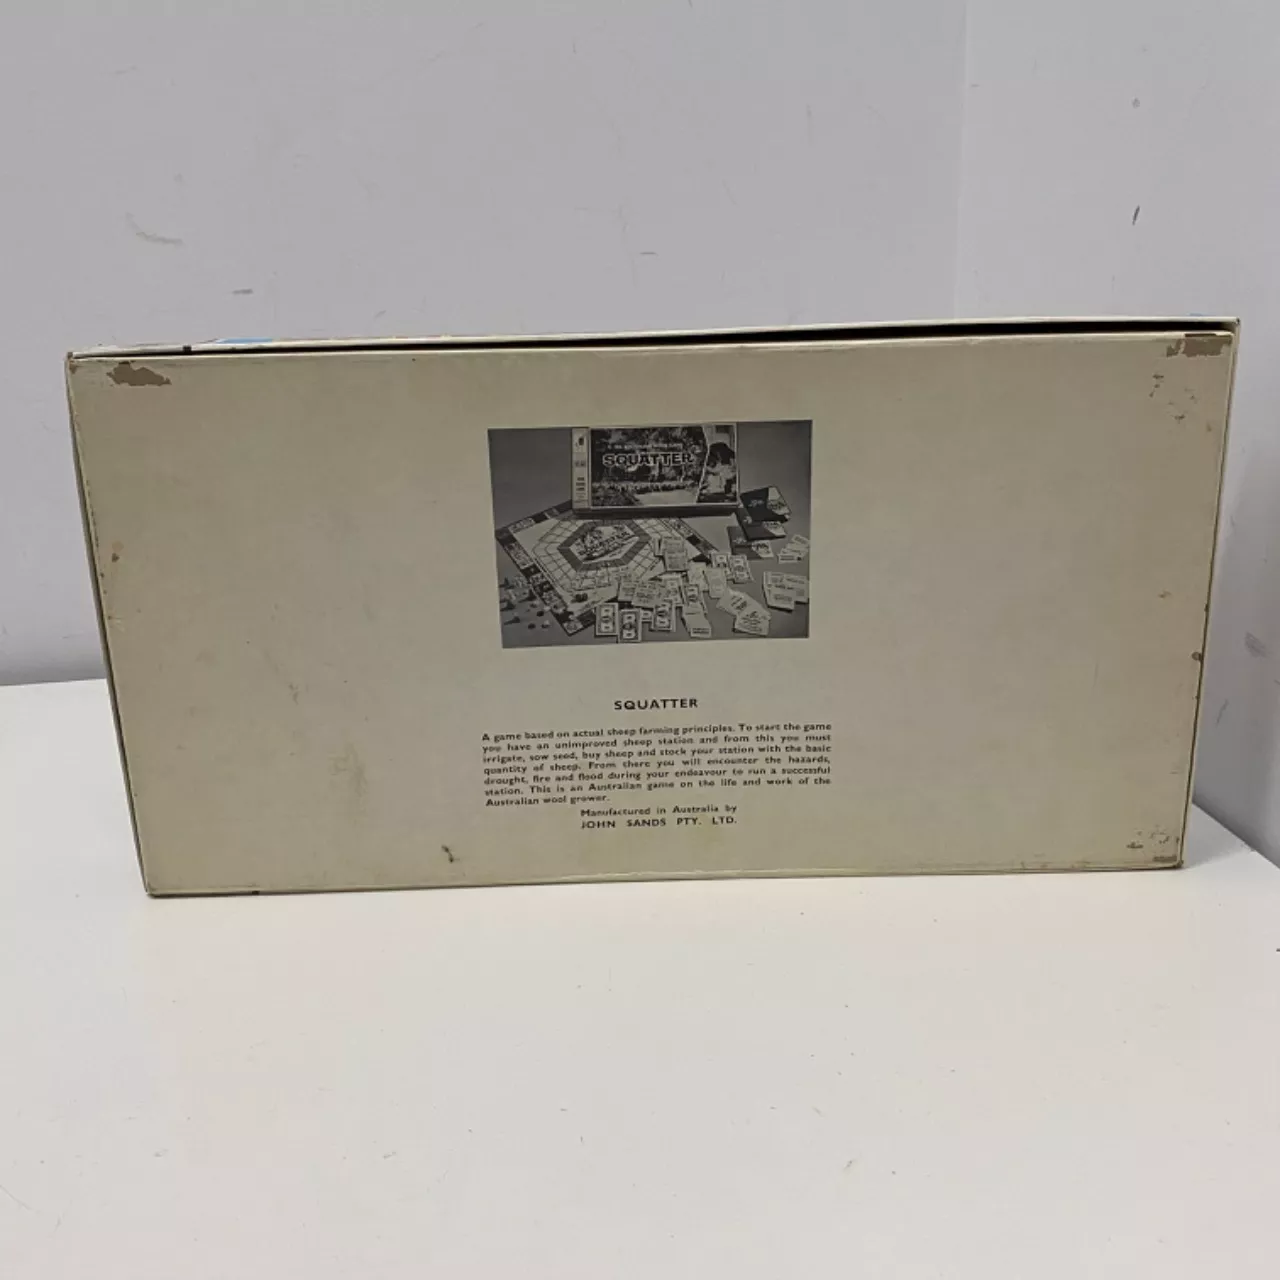 SQUATTER
SQUATTER
SQUATTER
A game based on actual sheep farming principles. To start the game
you have an unimproved sheep station and from this you must
irrigate, sow seed, buy sheep and stock your station with the basic
quantity of sheep. From there you will encounter the hazards,
drought, fire and flood during your endeavour to run a successful
station. This is an Australian game on the life and work of the
Australian wool grower.
Manufactured in Australia by
JOHN SANDS PTY. LTD.